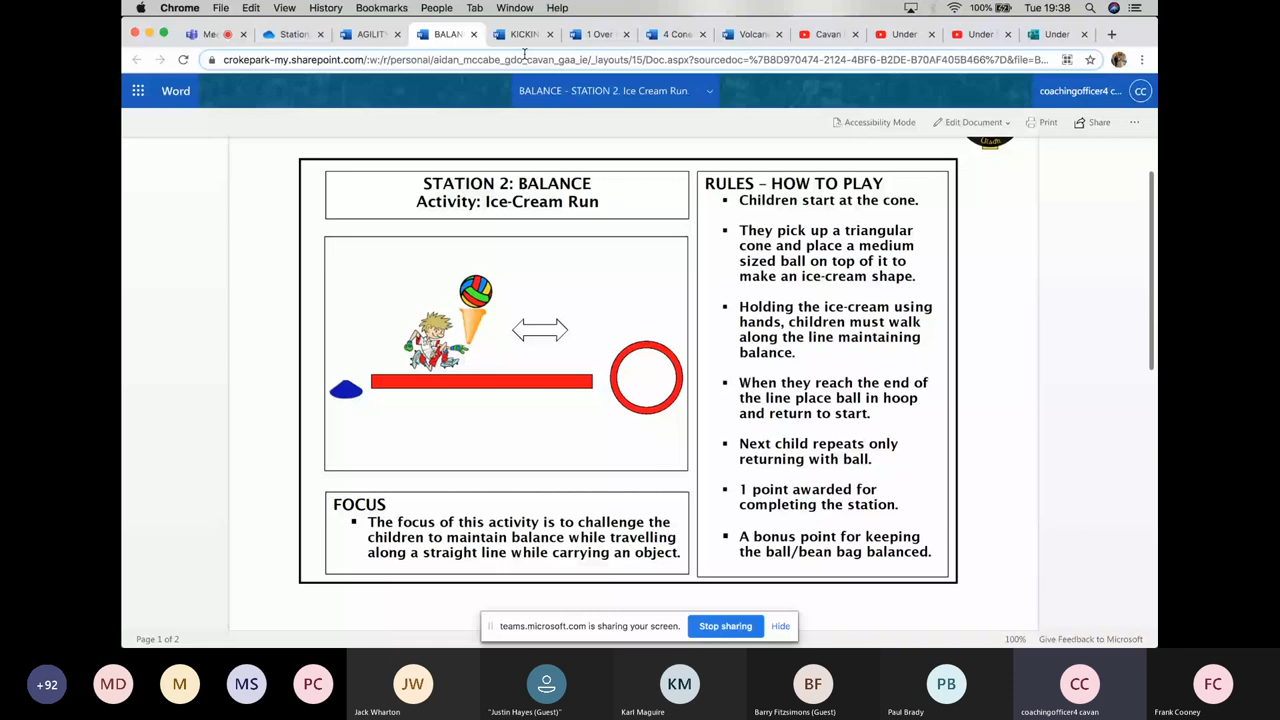 Chrome File Edit View History Bookmarks People Tab Window Help 100% Tue 19:38
Mee Station AGILITY BALAN KICKIN 1 Over 4 Cone Volcan Cavan Under Under Under
crokepark-my.sharepoint.com/:w:/r/personal/aidan_mccabe_gdo_cavan_gaa_ie/_layouts/15/Doc.aspx?sourcedoc=%7B8D970474-2124-4BF6-B2DE-B70AF405B466%7D&file=B...
Word BALANCE - STATION 2. Ice Cream Run coachingofficer4 c... CC
Accessibility Mode Edit Document Print Share
STATION 2: BALANCE
Activity: Ice-Cream Run
FOCUS
▪ The focus of this activity is to challenge the
children to maintain balance while travelling
along a straight line while carrying an object.
RULES – HOW TO PLAY
▪ Children start at the cone.
▪ They pick up a triangular
cone and place a medium
sized ball on top of it to
make an ice-cream shape.
▪ Holding the ice-cream using
hands, children must walk
along the line maintaining
balance.
▪ When they reach the end of
the line place ball in hoop
and return to start.
▪ Next child repeats only
returning with ball.
▪ 1 point awarded for
completing the station.
▪ A bonus point for keeping
the ball/bean bag balanced.
teams.microsoft.com is sharing your screen. Stop sharing Hide
Page 1 of 2 100% Give Feedback to Microsoft
+92 MD M MS PC JW KM BF PB CC FC
Jack Wharton "Justin Hayes (Guest)" Karl Maguire Barry Fitzsimons (Guest) Paul Brady coachingofficer4 cavan Frank Cooney